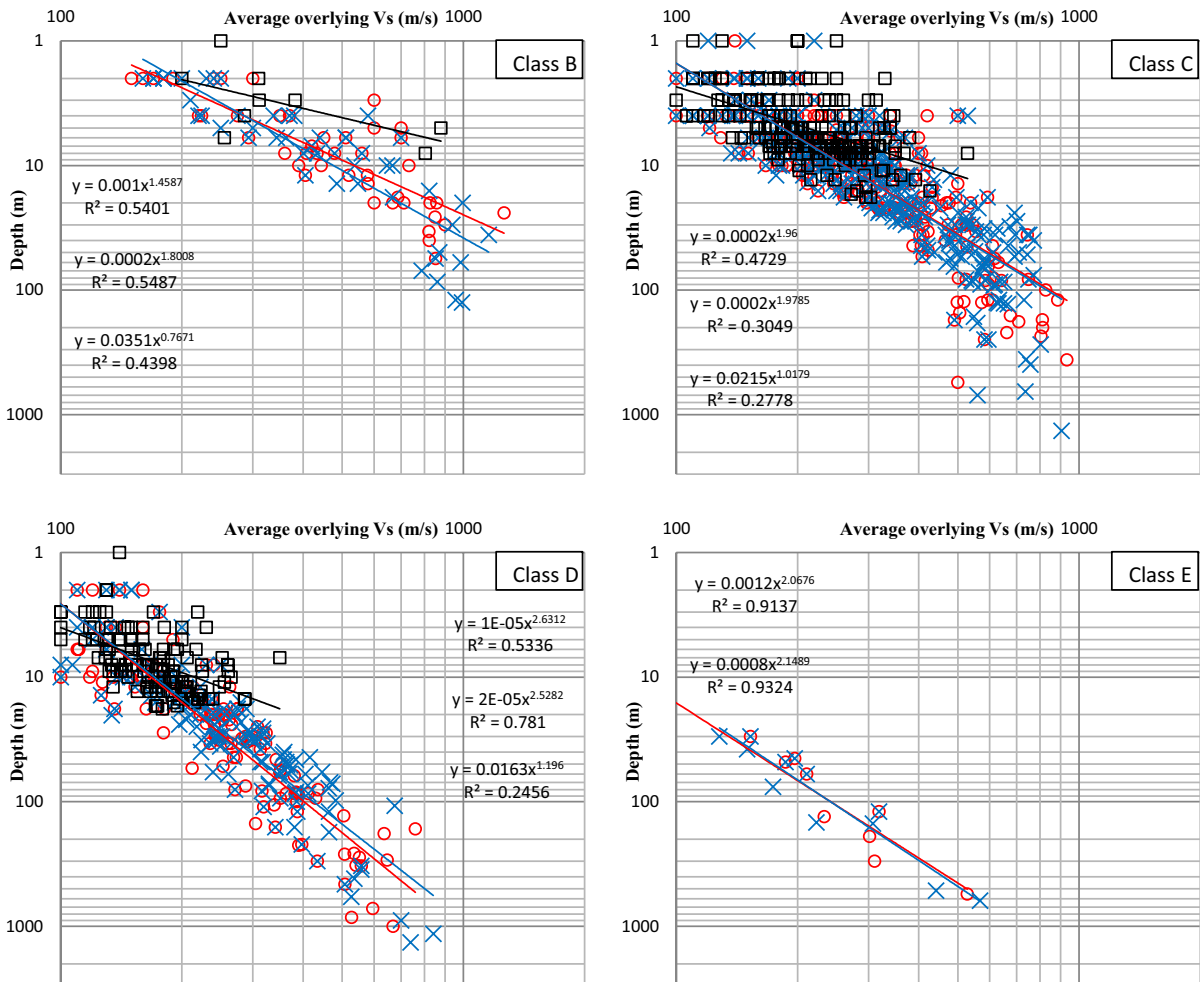 100 Average overlying Vs (m/s) 1000
1
10
100
1000
Depth (m)
Class B
y = 0.001x^1.4587
R² = 0.5401
y = 0.0002x^1.8008
R² = 0.5487
y = 0.0351x^0.7671
R² = 0.4398
100 Average overlying Vs (m/s) 1000
1
10
100
1000
Depth (m)
Class C
y = 0.0002x^1.96
R² = 0.4729
y = 0.0002x^1.9785
R² = 0.3049
y = 0.0215x^1.0179
R² = 0.2778
100 Average overlying Vs (m/s) 1000
1
10
100
1000
Depth (m)
Class D
y = 1E-05x^2.6312
R² = 0.5336
y = 2E-05x^2.5282
R² = 0.781
y = 0.0163x^1.196
R² = 0.2456
100 Average overlying Vs (m/s) 1000
1
10
100
1000
Depth (m)
Class E
y = 0.0012x^2.0676
R² = 0.9137
y = 0.0008x^2.1489
R² = 0.9324